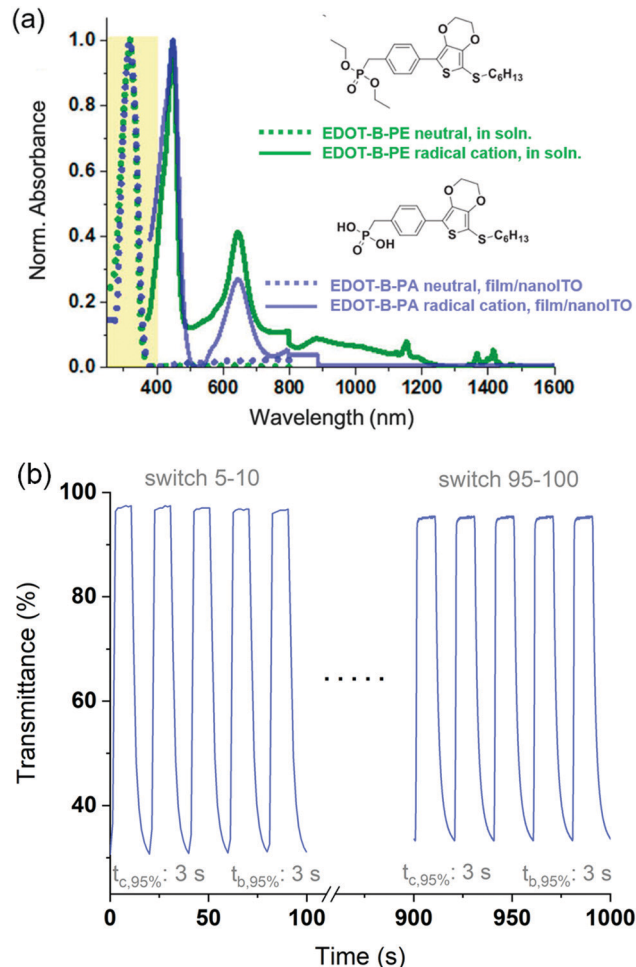 (a)
1.0
0.8
0.6
0.4
0.2
0.0
Norm. Absorbance
O
O
O
P
O
O
S
S
C6H13
EDOT-B-PE neutral, in soln.
EDOT-B-PE radical cation, in soln.
O
O
HO
P
O
OH
S
S
C6H13
EDOT-B-PA neutral, film/nanoITO
EDOT-B-PA radical cation, film/nanoITO
400 600 800 1000 1200 1400 1600
Wavelength (nm)
(b)
switch 5-10 switch 95-100
100
80
60
40
Transmittance (%)
.....
tc,95%: 3 s tb,95%: 3 s tc,95%: 3 s tb,95%: 3 s
0 50 100 900 950 1000
Time (s)